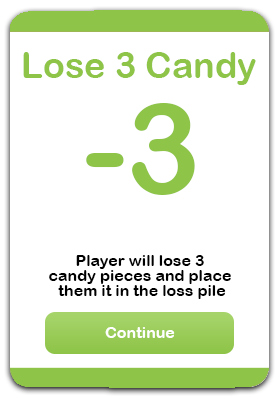 Lose 3 Candy
-3
Player will lose 3
candy pieces and place
them it in the loss pile
Continue